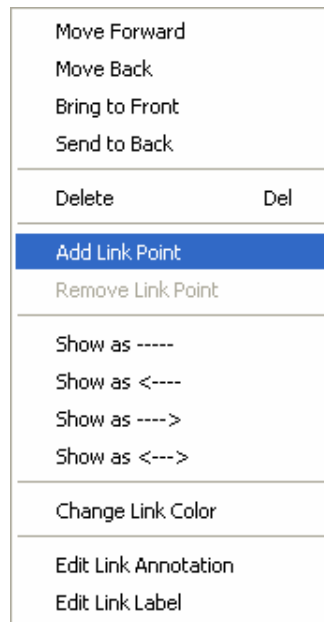 Move Forward
Move Back
Bring to Front
Send to Back
Delete Del
Add Link Point
Remove Link Point
Show as -----
Show as <----
Show as ---->
Show as <--->
Change Link Color
Edit Link Annotation
Edit Link Label